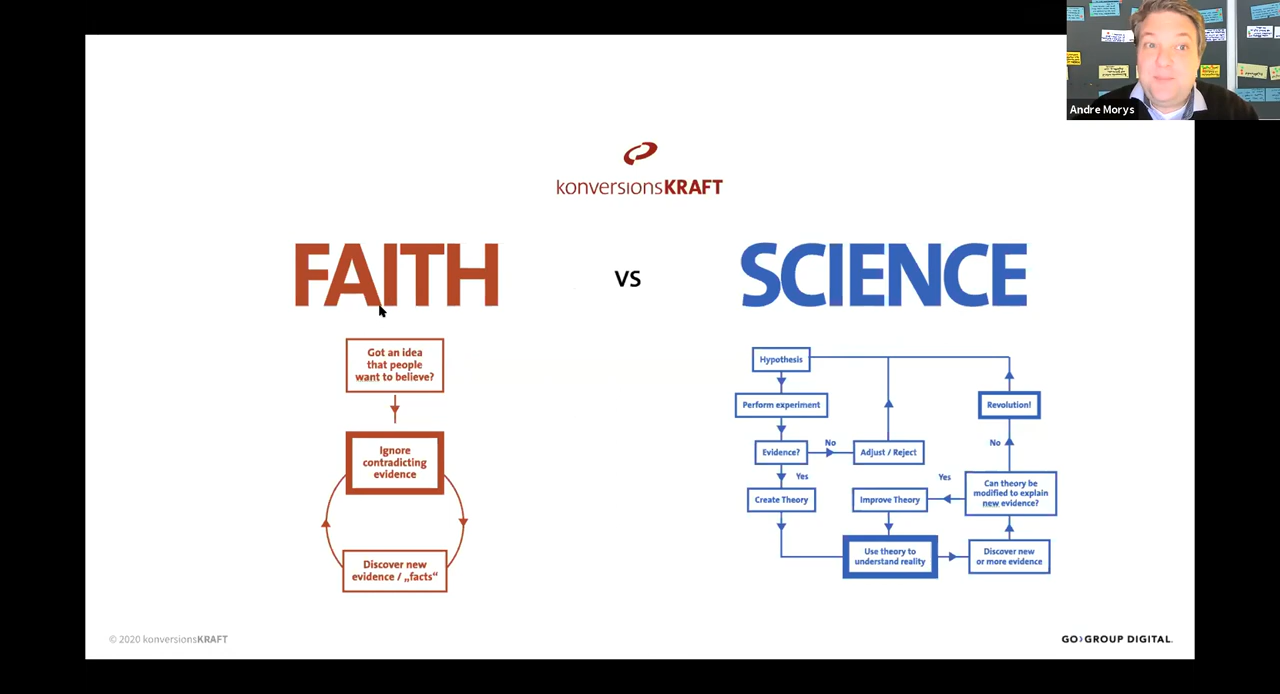 Andre Morys
konversionsKRAFT
FAITH
vs
SCIENCE
Got an idea
that people
want to believe?
Ignore
contradicting
evidence
Discover new
evidence / „facts“
Hypothesis
Perform experiment
Evidence?
No
Adjust / Reject
Yes
Create Theory
Use theory to
understand reality
Improve Theory
Yes
Can theory be
modified to explain
new evidence?
No
Revolution!
Discover new
or more evidence
© 2020 konversionsKRAFT
GO⟩GROUP DIGITAL.